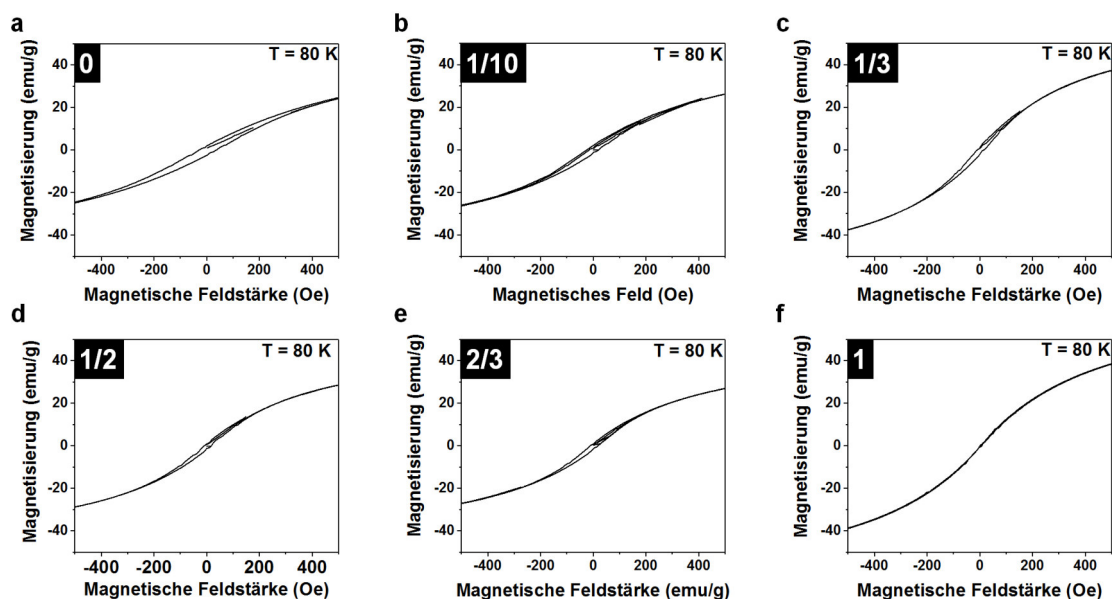 a
0
T = 80 K
Magnetisierung (emu/g)
40
20
0
-20
-40
-400 -200 0 200 400
Magnetische Feldstärke (Oe)
b
1/10
T = 80 K
Magnetisierung (emu/g)
40
20
0
-20
-40
-400 -200 0 200 400
Magnetisches Feld (Oe)
c
1/3
T = 80 K
Magnetisierung (emu/g)
40
20
0
-20
-40
-400 -200 0 200 400
Magnetische Feldstärke (Oe)
d
1/2
T = 80 K
Magnetisierung (emu/g)
40
20
0
-20
-40
-400 -200 0 200 400
Magnetische Feldstärke (Oe)
e
2/3
T = 80 K
Magnetisierung (emu/g)
40
20
0
-20
-40
-400 -200 0 200 400
Magnetische Feldstärke (emu/g)
f
1
T = 80 K
Magnetisierung (emu/g)
40
20
0
-20
-40
-400 -200 0 200 400
Magnetische Feldstärke (Oe)